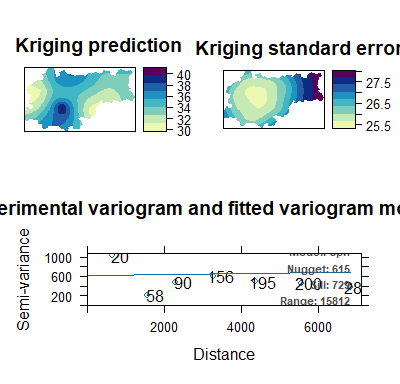 Kriging prediction
Kriging standard error
40
38
36
34
32
30
27.5
26.5
25.5
erimental variogram and fitted variogram mo
Semi-variance
1000
600
200
20
58
90
156
195
200
28
Nugget: 615
Sill: 729
Range: 15812
2000
4000
6000
Distance